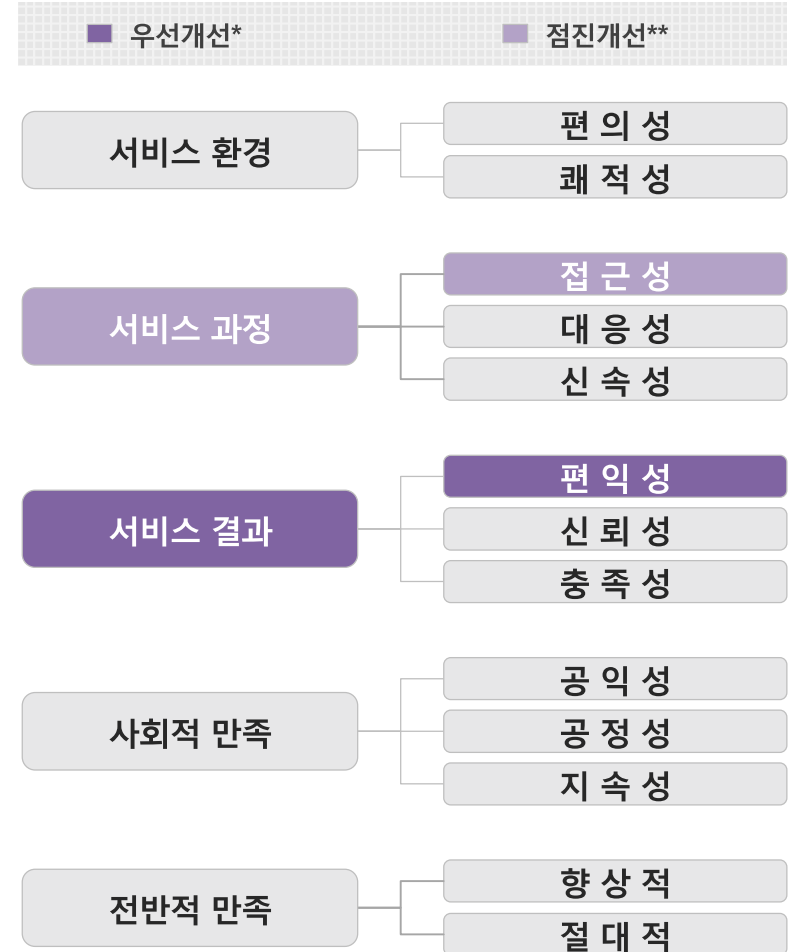 우선개선* 점진개선**
서비스 환경
편 의 성
쾌 적 성
서비스 과정
접 근 성
대 응 성
신 속 성
서비스 결과
편 익 성
신 뢰 성
충 족 성
사회적 만족
공 익 성
공 정 성
지 속 성
전반적 만족
향 상 적
절 대 적